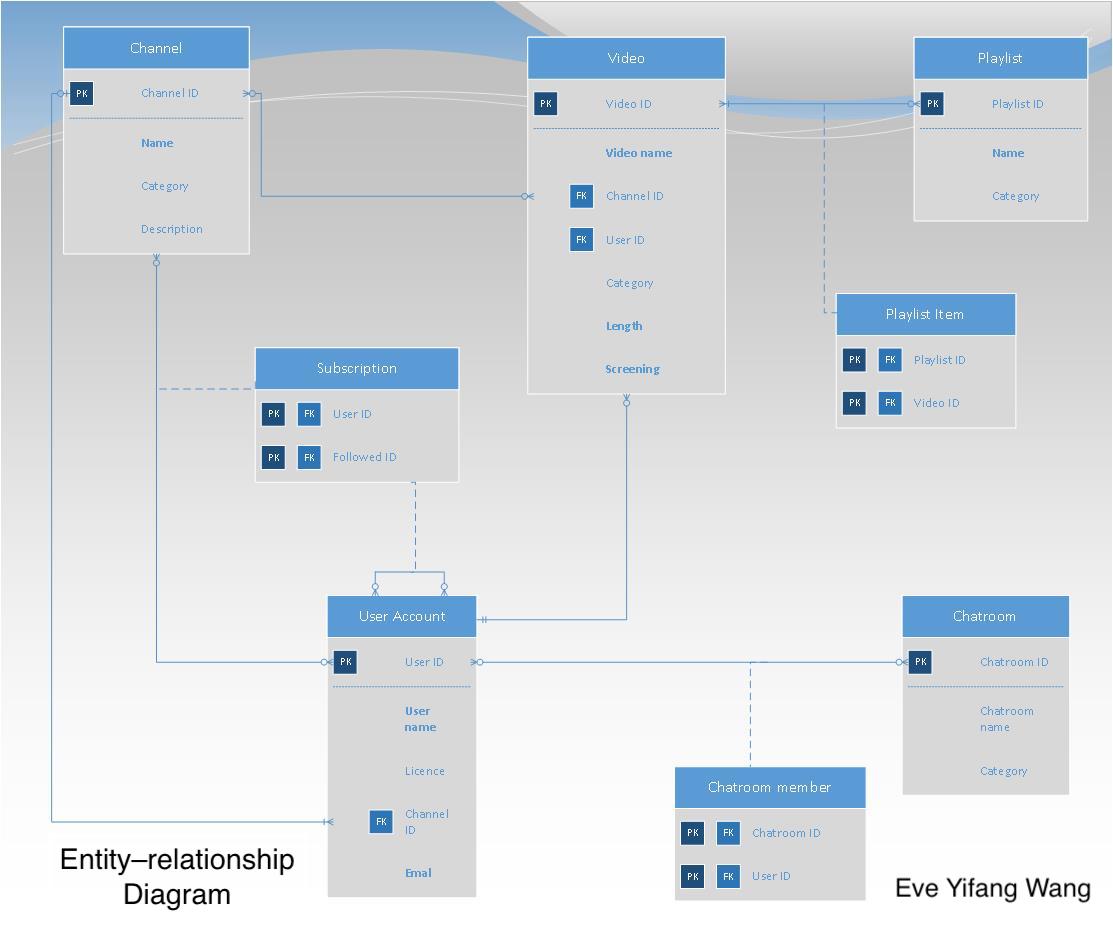 Channel
PK Channel ID
Name
Category
Description
Video
PK Video ID
Video name
FK Channel ID
FK User ID
Category
Length
Screening
Playlist
PK Playlist ID
Name
Category
Playlist Item
PK FK Playlist ID
PK FK Video ID
Subscription
PK FK User ID
PK FK Followed ID
User Account
PK User ID
User
name
Licence
FK Channel
ID
Emal
Chatroom
PK Chatroom ID
Chatroom
name
Category
Chatroom member
PK FK Chatroom ID
PK FK User ID
Entity–relationship
Diagram
Eve Yifang Wang